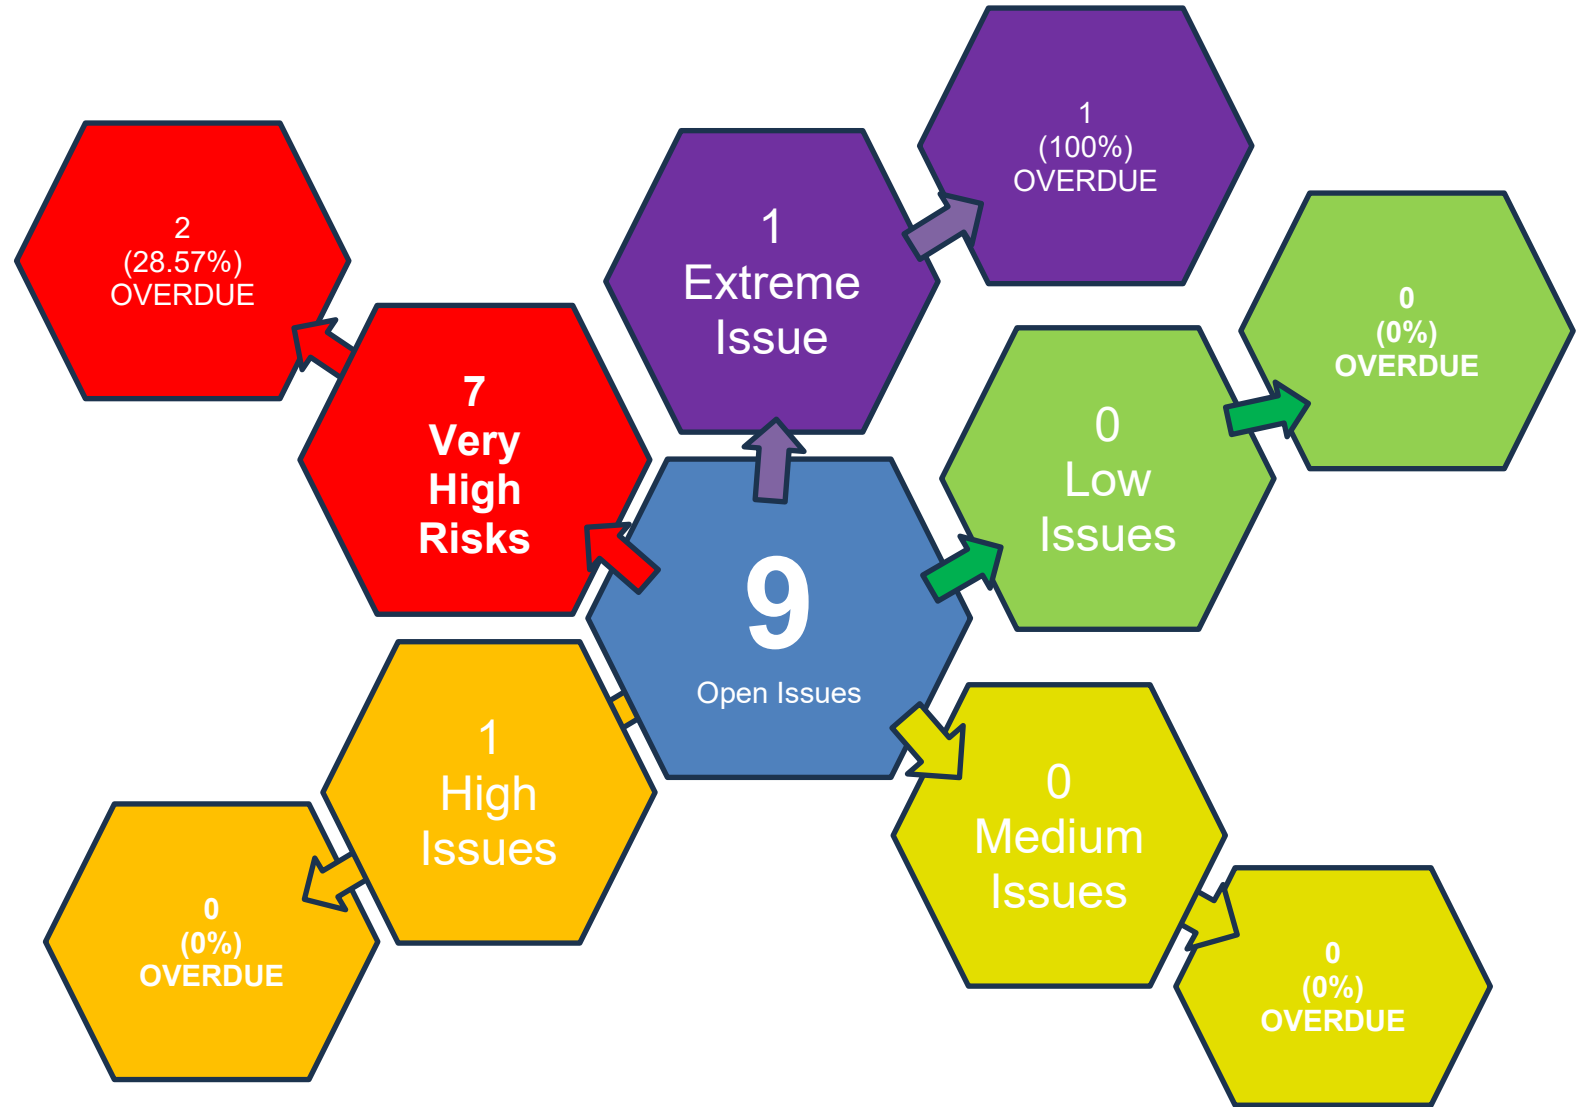 1
(100%)
OVERDUE
2
(28.57%)
OVERDUE
1
Extreme
Issue
0
(0%)
OVERDUE
7
Very
High
Risks
0
Low
Issues
9
Open Issues
1
High
Issues
0
Medium
Issues
0
(0%)
OVERDUE
0
(0%)
OVERDUE